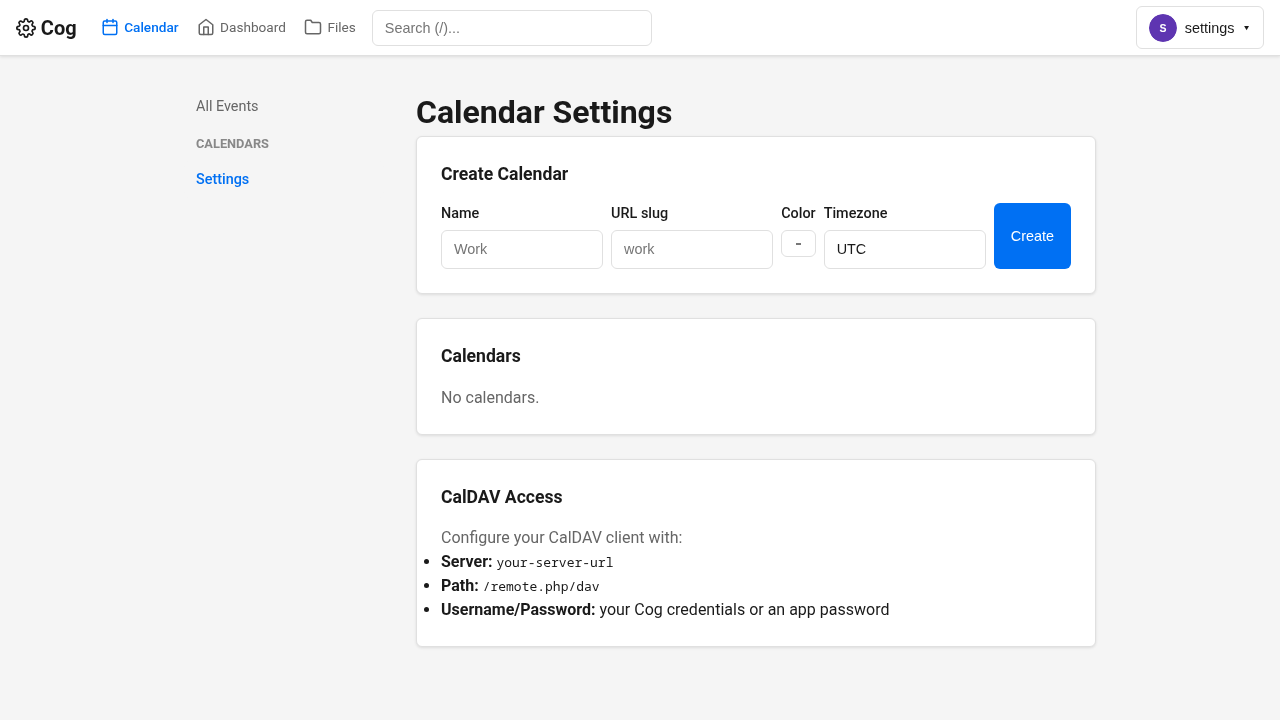 Cog
Calendar
Dashboard
Files
Search (/)...
S
settings ▾
All Events
CALENDARS
Settings
Calendar Settings
Create Calendar
Name
URL slug
Color
Timezone
Work
work
-
UTC
Create
Calendars
No calendars.
CalDAV Access
Configure your CalDAV client with:
• Server: your-server-url
• Path: /remote.php/dav
• Username/Password: your Cog credentials or an app password